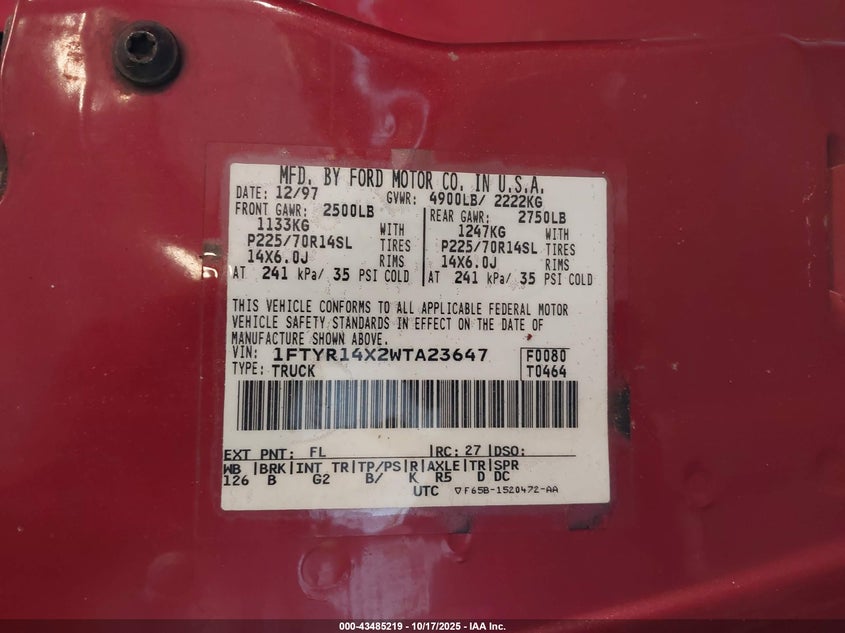 MFD. BY FORD MOTOR CO. IN U.S.A.
DATE: 12/97 GVWR: 4900LB/ 2222KG
FRONT GAWR: 2500LB REAR GAWR: 2750LB
1133KG WITH 1247KG WITH
P225/70R14SL TIRES P225/70R14SL TIRES
14X6.0J RIMS 14X6.0J RIMS
AT 241 kPa/ 35 PSI COLD AT 241 kPa/ 35 PSI COLD
THIS VEHICLE CONFORMS TO ALL APPLICABLE FEDERAL MOTOR
VEHICLE SAFETY STANDARDS IN EFFECT ON THE DATE OF
MANUFACTURE SHOWN ABOVE.
VIN: 1FTYR14X2WTA23647 F0080
TYPE: TRUCK T0464
EXT PNT: FL RC: 27 DSO:
WB BRK INT TR TP/PS R AXLE TR SPR
126 B G2 B/ K R5 D DC
UTC F65B-1520472-AA
000-43485219 - 10/17/2025 - IAA Inc.